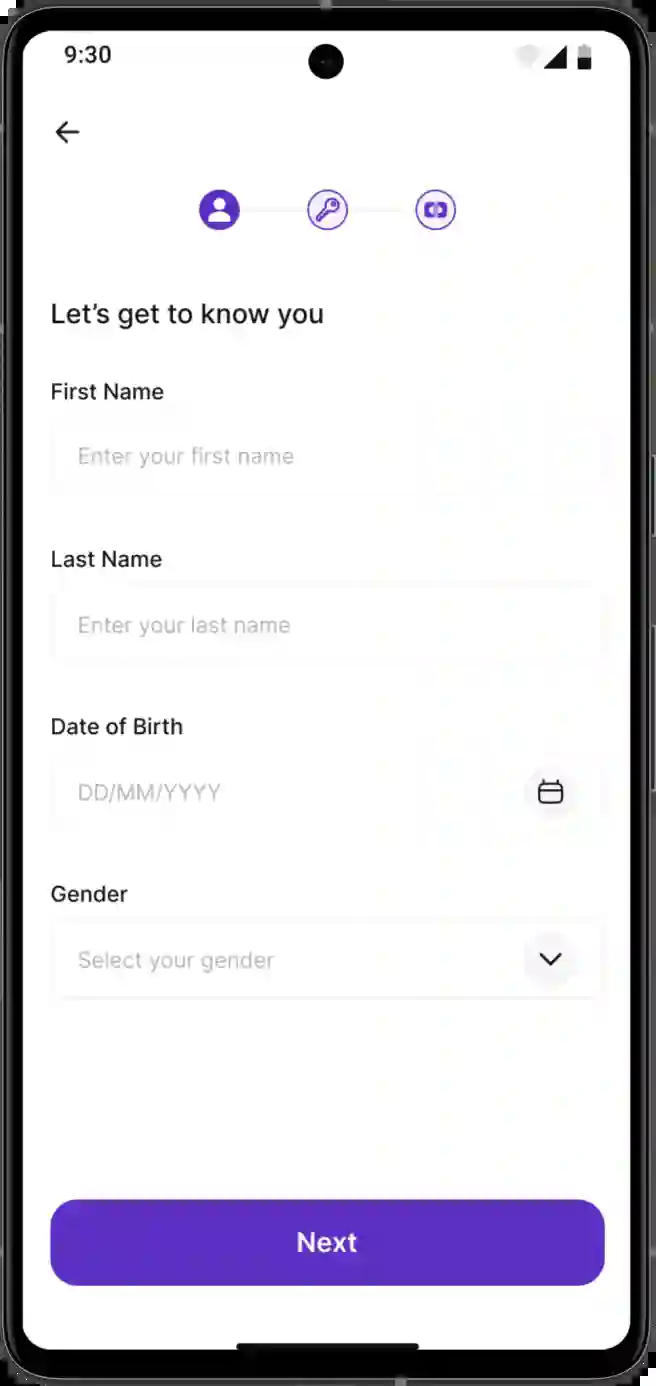 9:30
Let’s get to know you
First Name
Enter your first name
Last Name
Enter your last name
Date of Birth
DD/MM/YYYY
Gender
Select your gender
Next